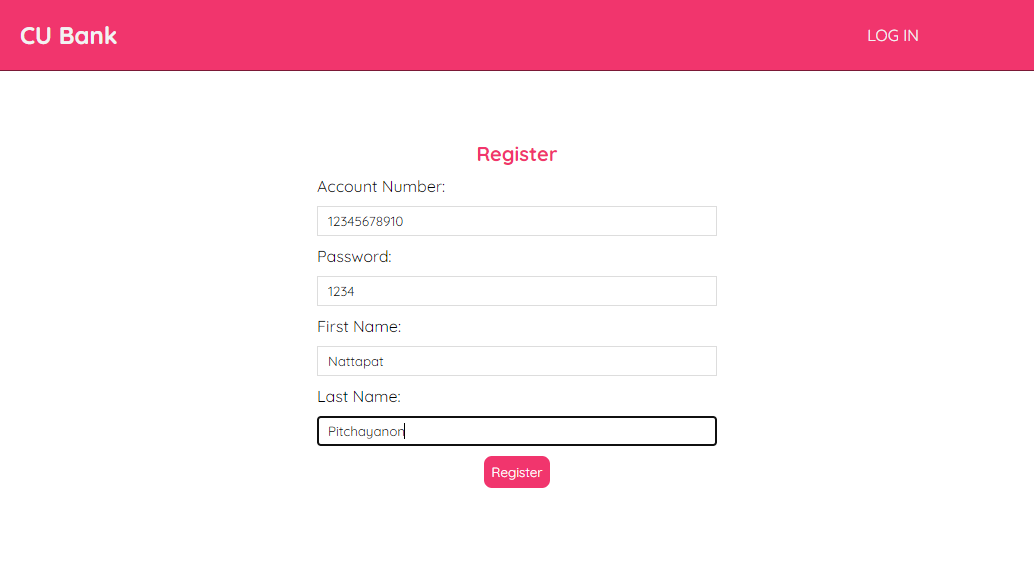 CU Bank
LOG IN
Register
Account Number:
12345678910
Password:
1234
First Name:
Nattapat
Last Name:
Pitchayanon
Register